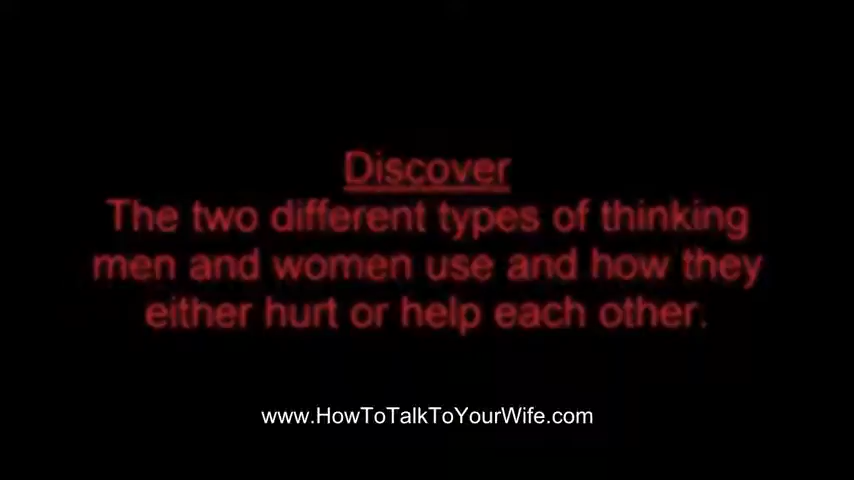 Discover
The two different types of thinking
men and women use and how they
either hurt or help each other.
www.HowToTalkToYourWife.com